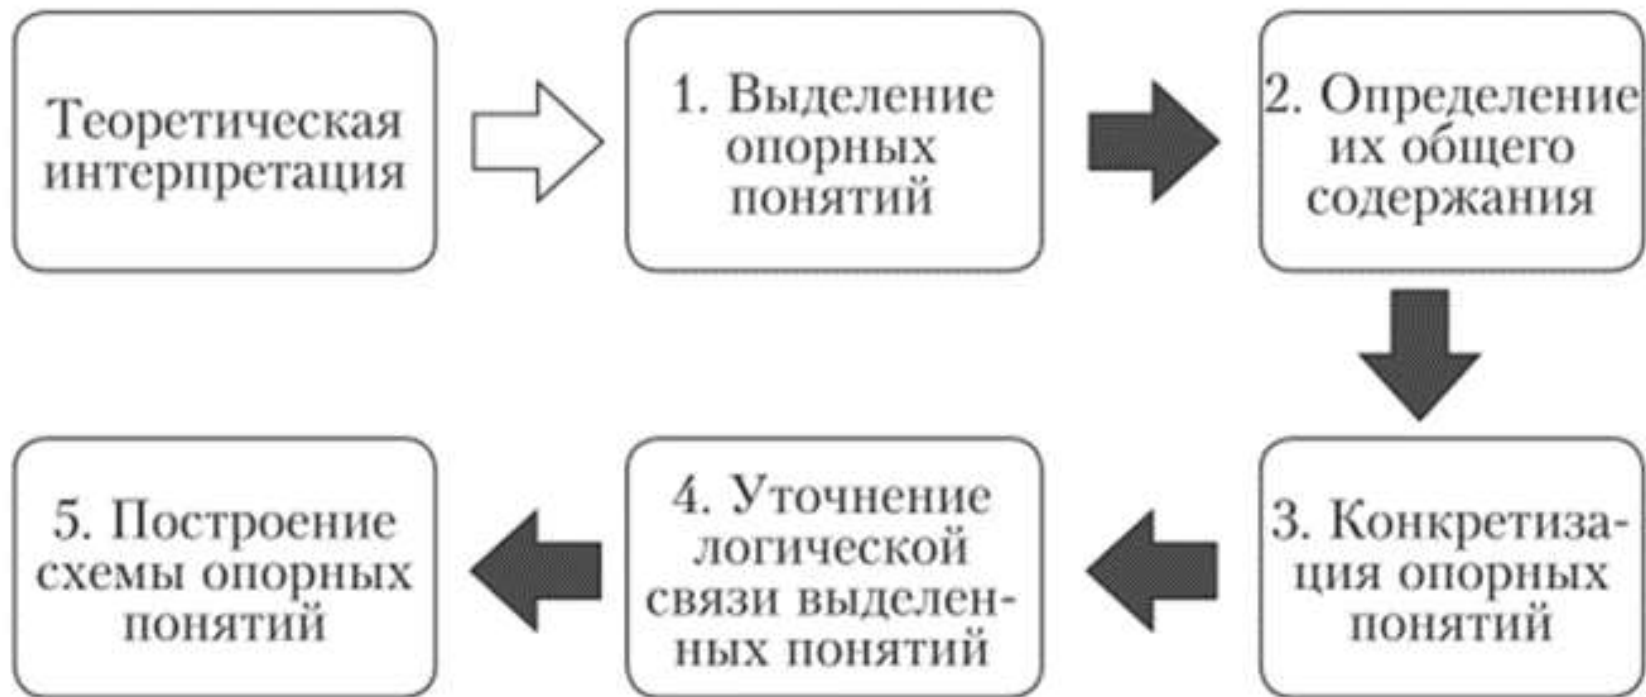 Теоретическая
интерпретация
1. Выделение
опорных
понятий
2. Определение
их общего
содержания
3. Конкретиза-
ция опорных
понятий
4. Уточнение
логической
связи выделен-
ных понятий
5. Построение
схемы опорных
понятий